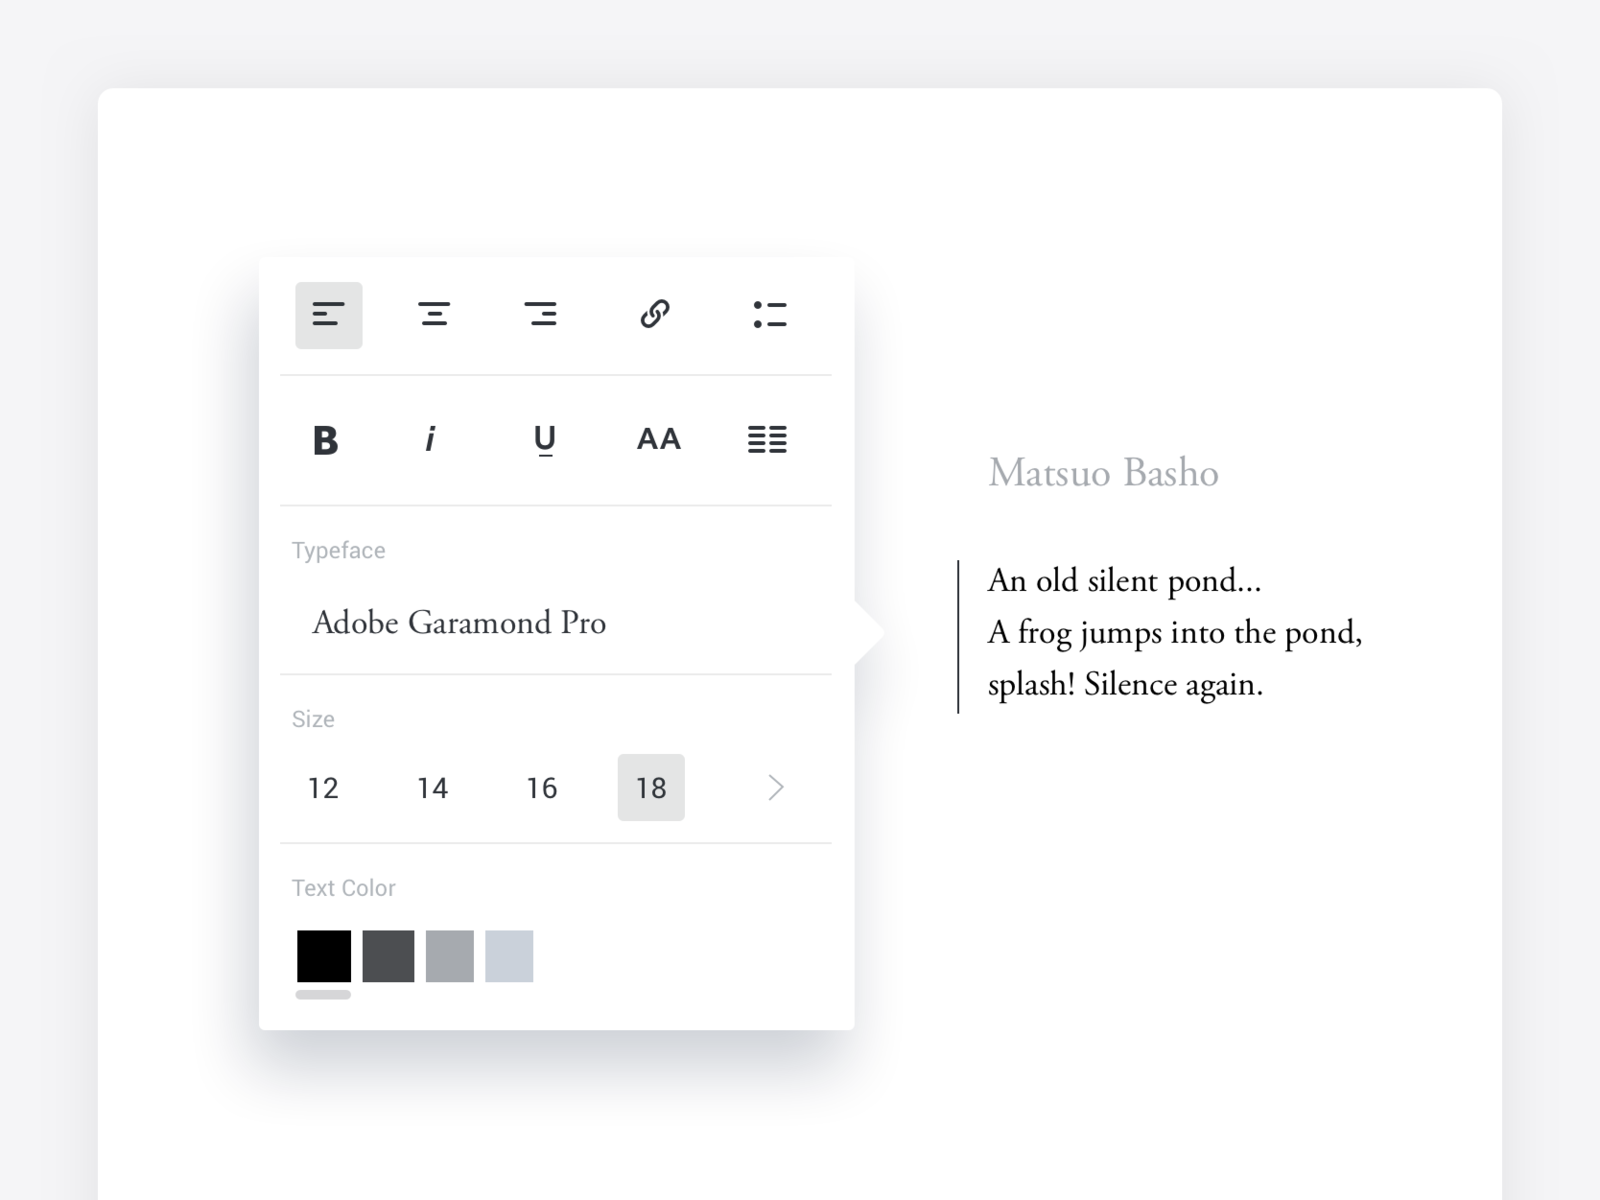 B i U AA
Typeface
Adobe Garamond Pro
Size
12 14 16 18
Text Color
Matsuo Basho
An old silent pond...
A frog jumps into the pond,
splash! Silence again.